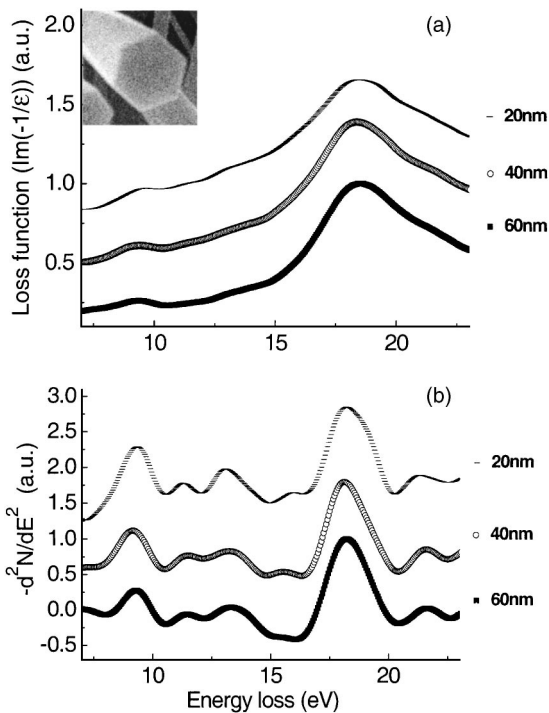 (a)
Loss function (Im(-1/ε)) (a.u.)
2.0
1.5
1.0
0.5
20nm
40nm
60nm
10 15 20
(b)
-d²N/dE² (a.u.)
3.0
2.5
2.0
1.5
1.0
0.5
0.0
-0.5
20nm
40nm
60nm
10 15 20
Energy loss (eV)